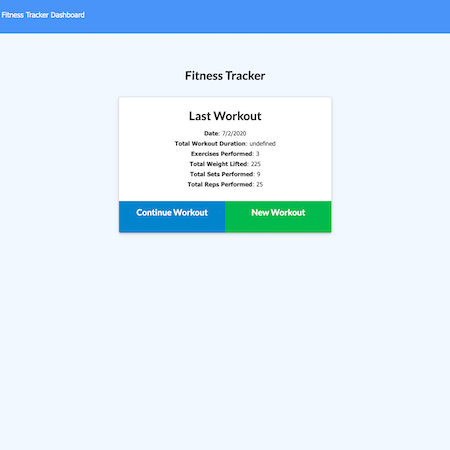 Fitness Tracker Dashboard
Fitness Tracker
Last Workout
Date: 7/2/2020
Total Workout Duration: undefined
Exercises Performed: 3
Total Weight Lifted: 225
Total Sets Performed: 9
Total Reps Performed: 25
Continue Workout New Workout